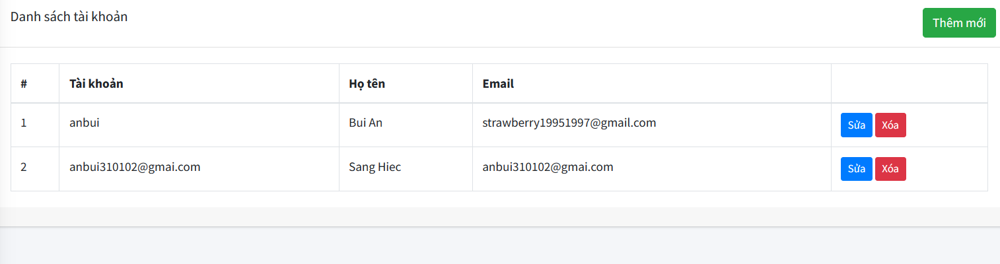 Danh sách tài khoản
Thêm mới
# Tài khoản Họ tên Email
1 anbui Bui An strawberry19951997@gmail.com Sửa Xóa
2 anbui310102@gmai.com Sang Hiec anbui310102@gmai.com Sửa Xóa